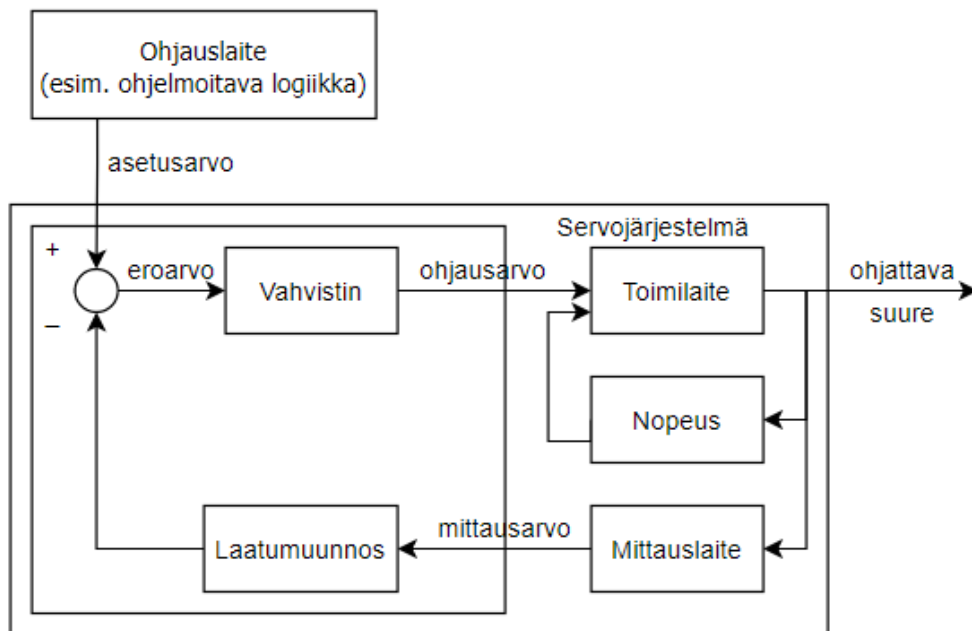 Ohjauslaite
(esim. ohjelmoitava logiikka)
asetusarvo
Servojärjestelmä
+
eroarvo
Vahvistin
ohjausarvo
Toimilaite
ohjattava
suure
–
Nopeus
mittausarvo
Laatumuunnos
Mittauslaite